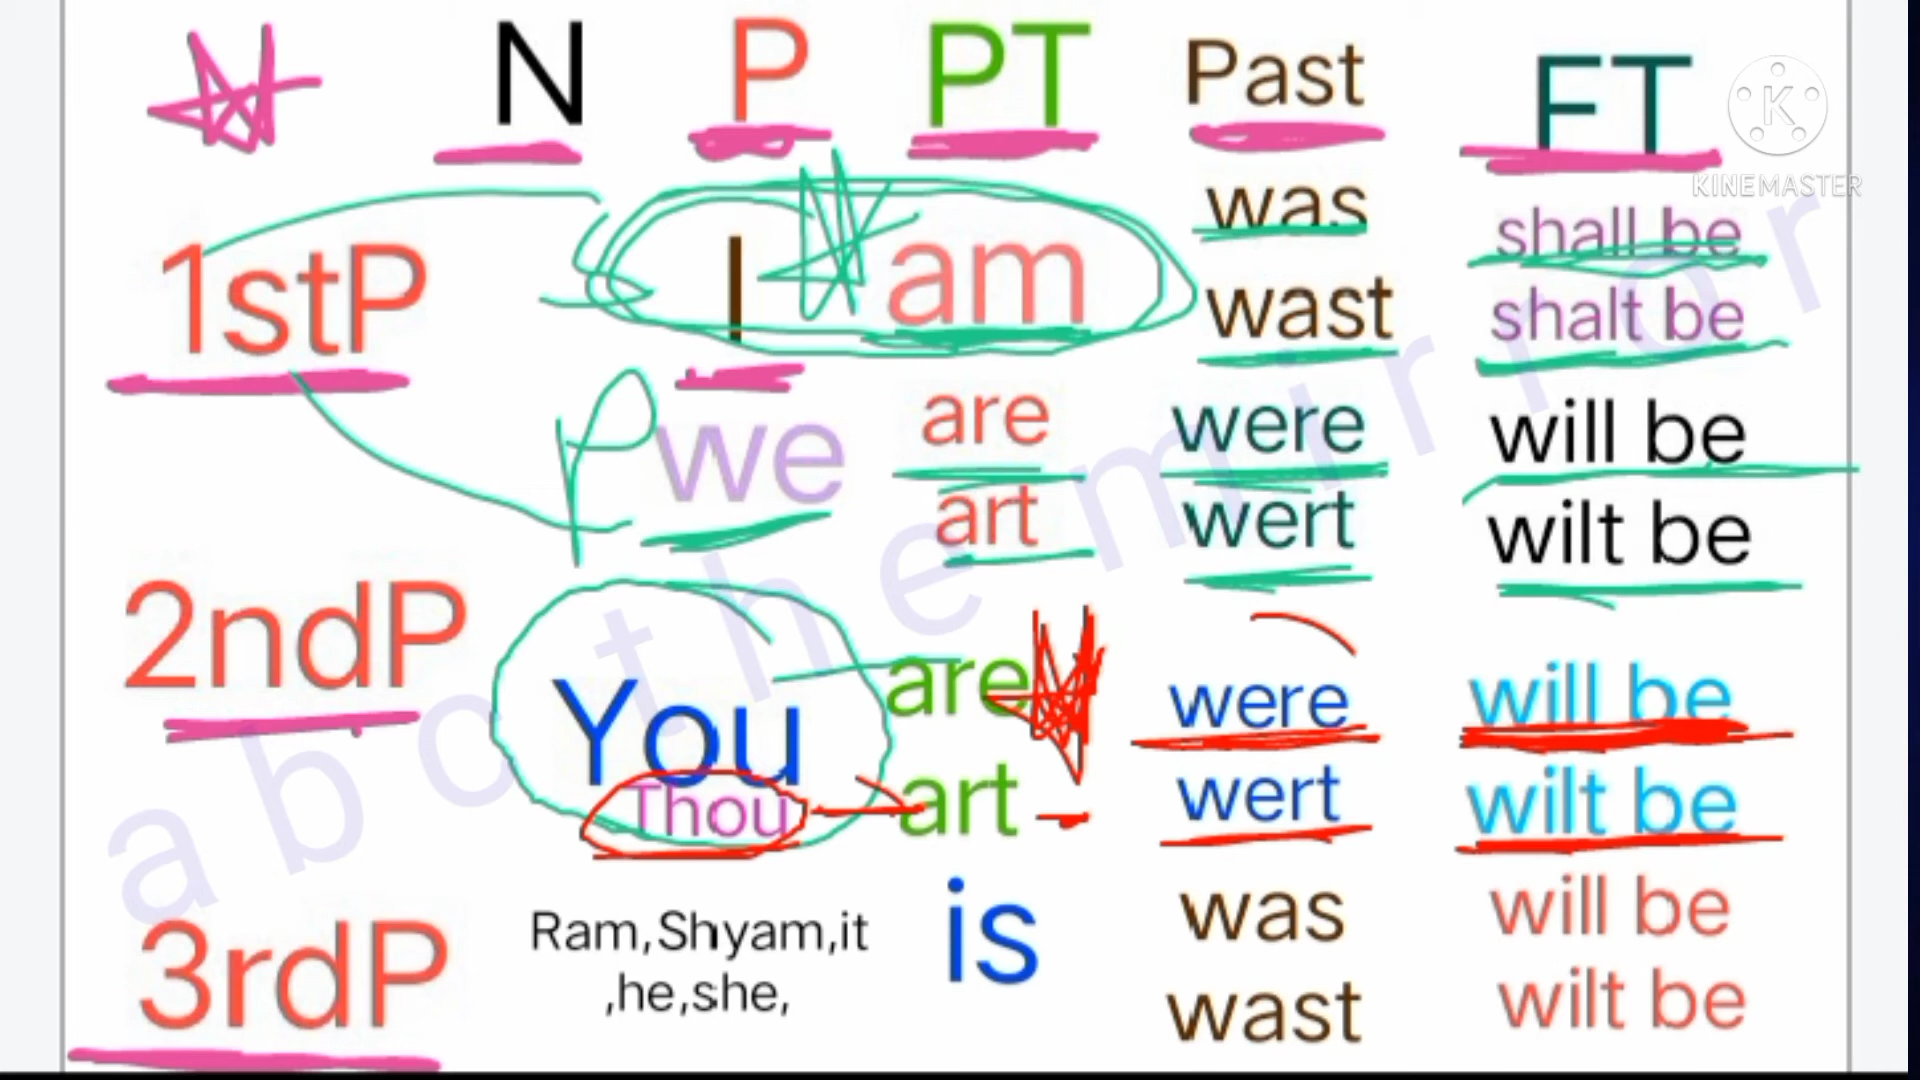 N P PT Past FT
KINEMASTER
1stP I am was shall be
wast shalt be
P we are were will be
art wert wilt be
2ndP You are were will be
Thou art wert wilt be
3rdP Ram,Shyam,it is was will be
,he,she, wast wilt be